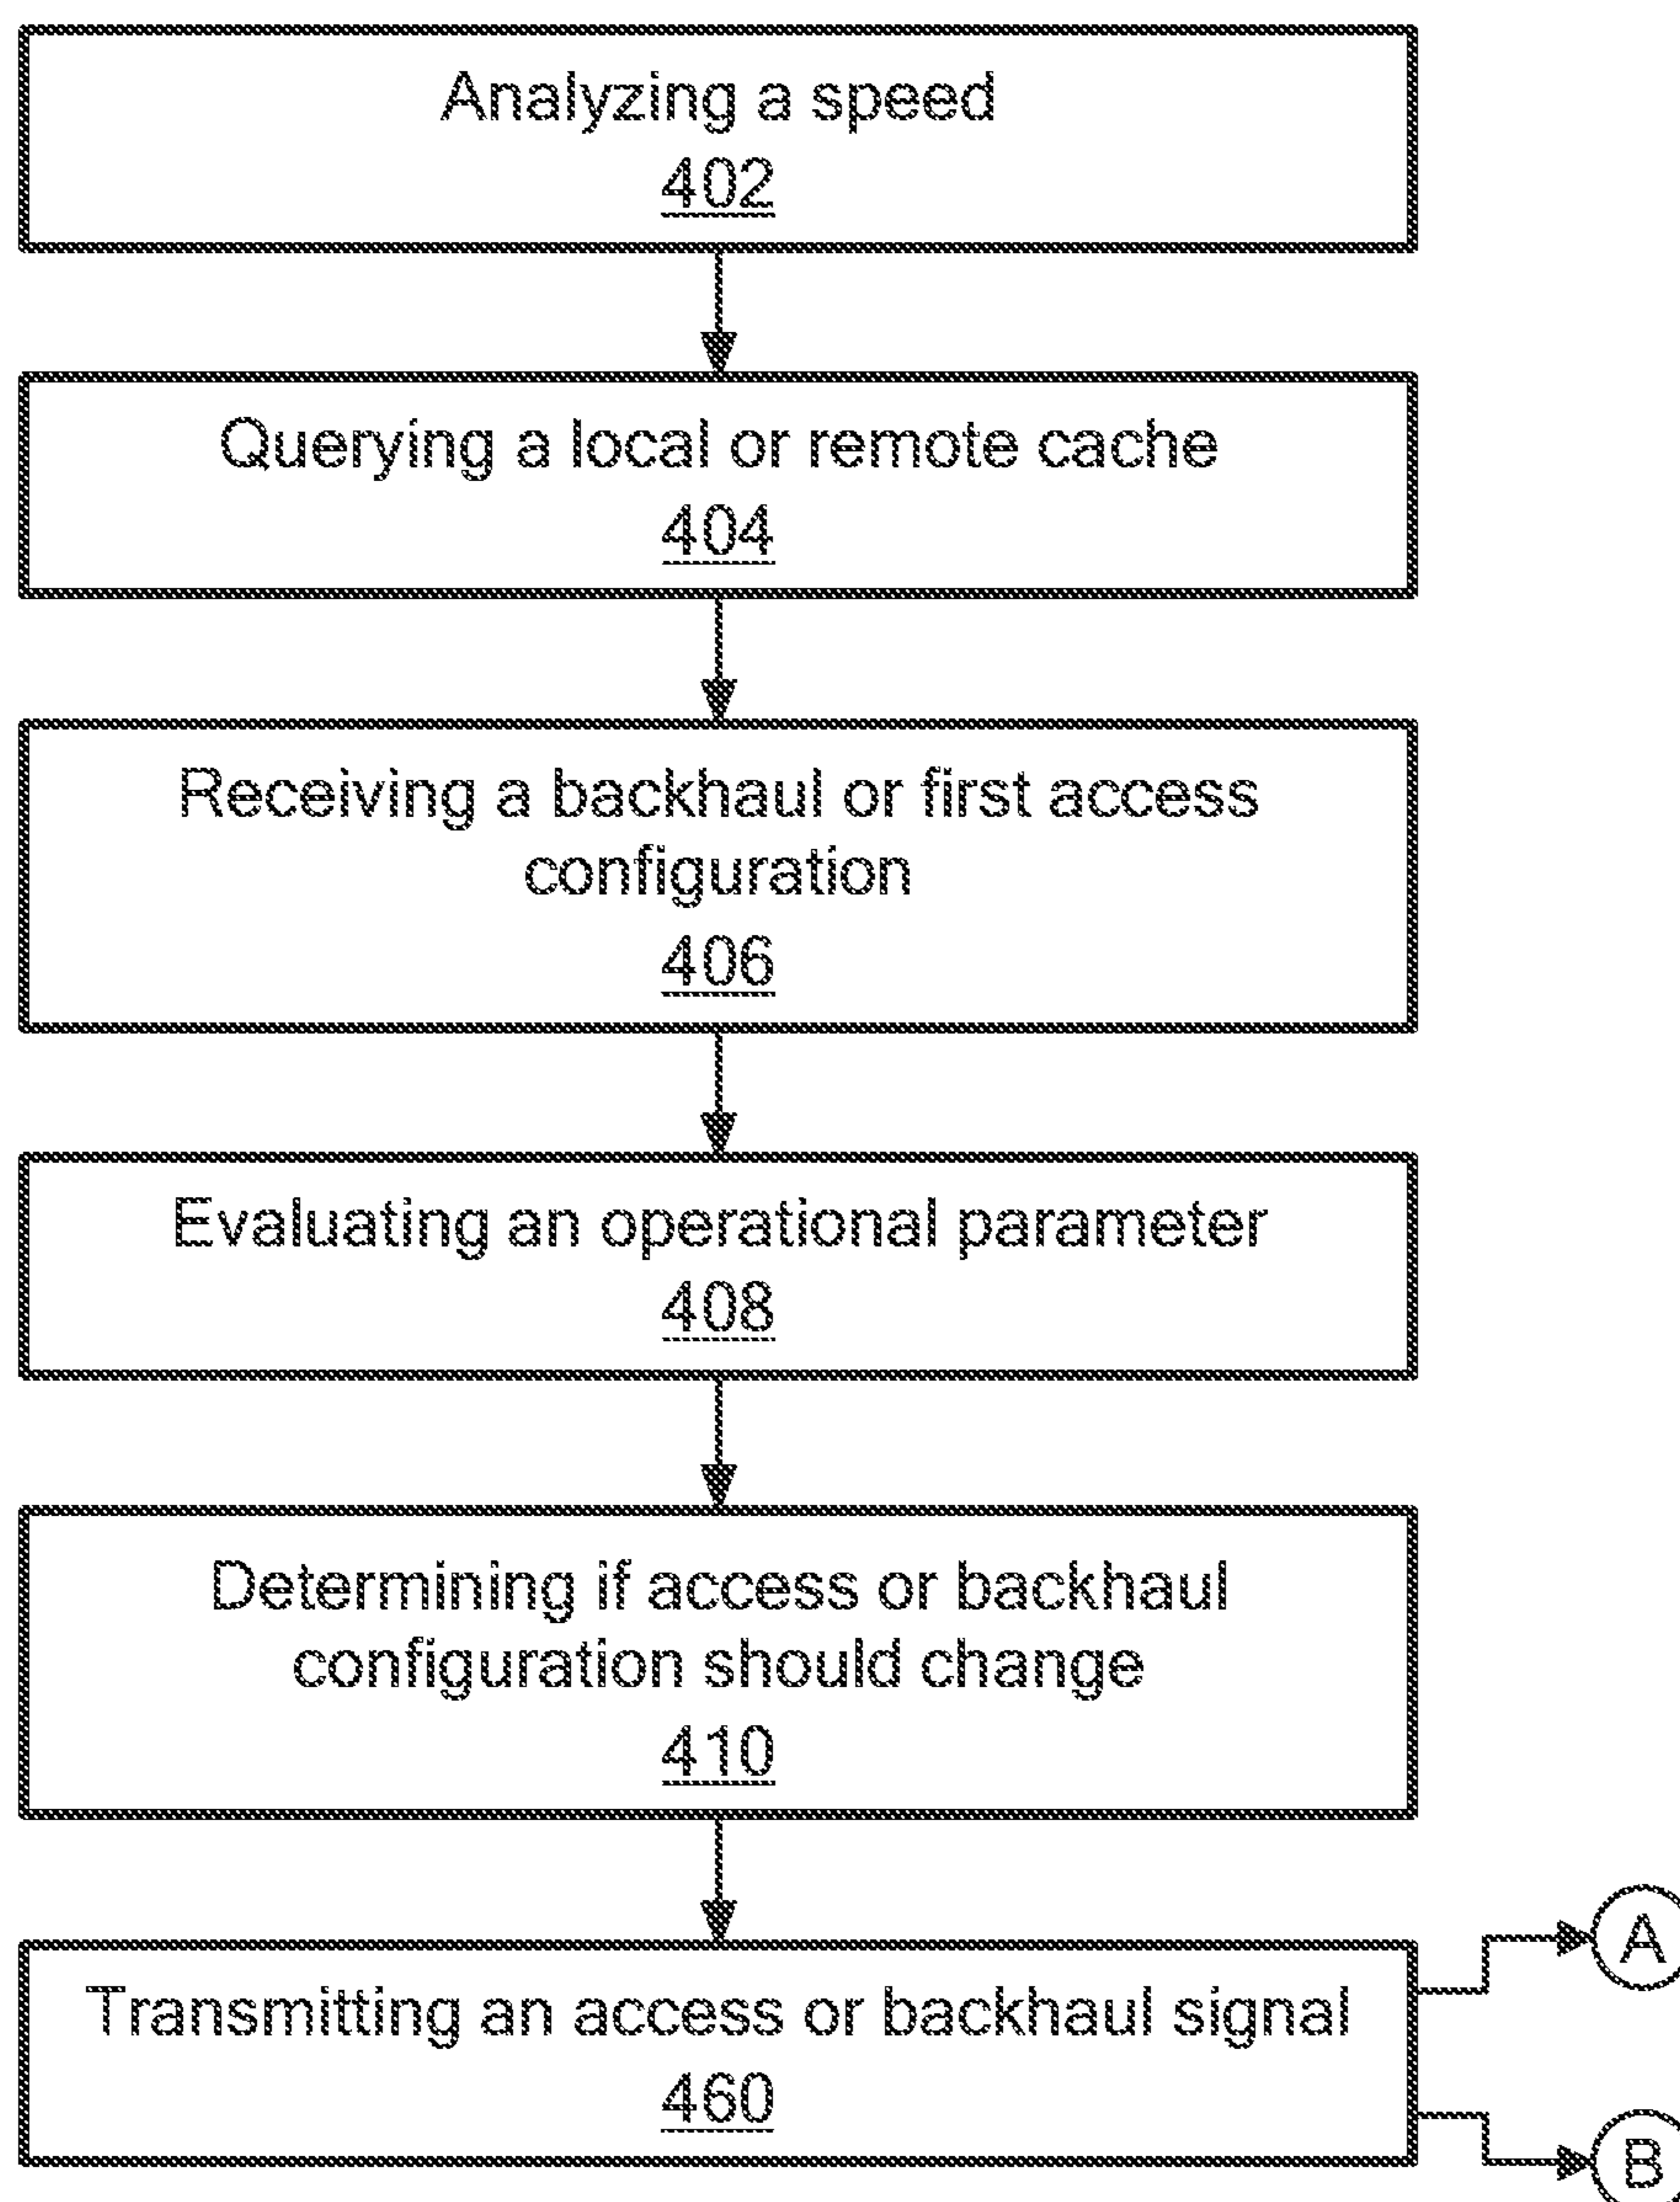 Analyzing a speed
402
Querying a local or remote cache
404
Receiving a backhaul or first access
configuration
406
Evaluating an operational parameter
408
Determining if access or backhaul
configuration should change
410
Transmitting an access or backhaul signal
460
A
B